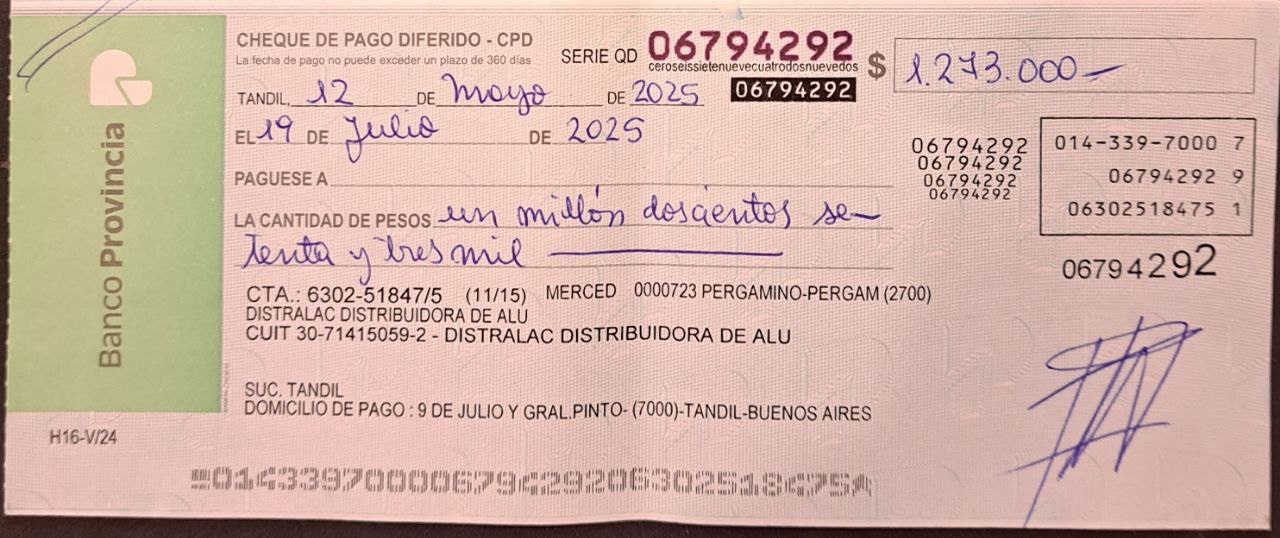 Banco Provincia
CHEQUE DE PAGO DIFERIDO - CPD
La fecha de pago no puede exceder un plazo de 360 días
SERIE QD 06794292
ceroseissietenuevecuatrodosnuevedos
06794292
$ 1.273.000
TANDIL, 12 DE Mayo DE 2025
EL 19 DE Julio DE 2025
PAGUESE A
LA CANTIDAD DE PESOS un millón doscientos se-
tenta y tres mil
06794292
06794292
06794292
06794292
014-339-7000 7
06794292 9
06302518475 1
06794292
CTA.: 6302-51847/5 (11/15) MERCED 0000723 PERGAMINO-PERGAM (2700)
DISTRALAC DISTRIBUIDORA DE ALU
CUIT 30-71415059-2 - DISTRALAC DISTRIBUIDORA DE ALU
SUC. TANDIL
DOMICILIO DE PAGO : 9 DE JULIO Y GRAL.PINTO- (7000)-TANDIL-BUENOS AIRES
H16-V/24
01433970000679429206302518475